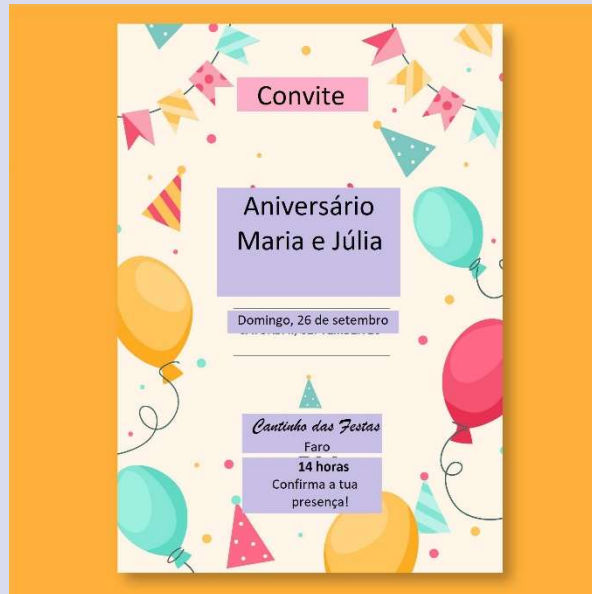 Convite
Aniversário
Maria e Júlia
Domingo, 26 de setembro
Cantinho das Festas
Faro
14 horas
Confirma a tua
presença!